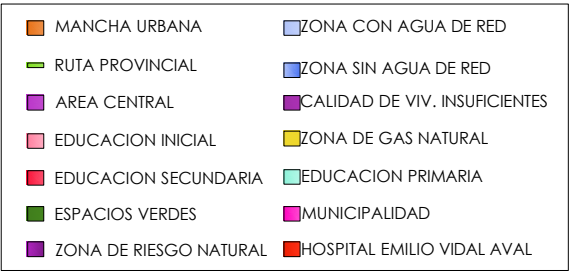 MANCHA URBANA
RUTA PROVINCIAL
AREA CENTRAL
EDUCACION INICIAL
EDUCACION SECUNDARIA
ESPACIOS VERDES
ZONA DE RIESGO NATURAL
ZONA CON AGUA DE RED
ZONA SIN AGUA DE RED
CALIDAD DE VIV. INSUFICIENTES
ZONA DE GAS NATURAL
EDUCACION PRIMARIA
MUNICIPALIDAD
HOSPITAL EMILIO VIDAL AVAL